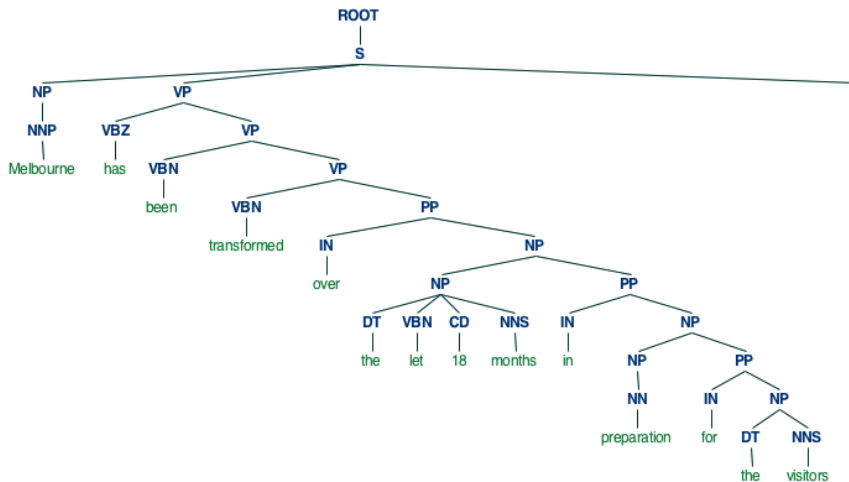 ROOT
S
NP VP
NNP VBZ VP
Melbourne has VBN VP
been VBN PP
transformed IN NP
over NP PP
DT VBN CD NNS IN NP
the let 18 months in NP PP
NN IN NP
preparation for DT NNS
the visitors